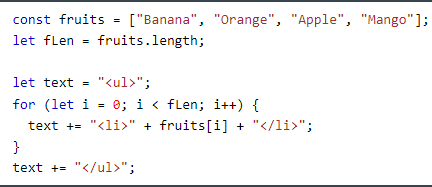 const fruits = ["Banana", "Orange", "Apple", "Mango"];
let fLen = fruits.length;

let text = "<ul>";
for (let i = 0; i < fLen; i++) {
  text += "<li>" + fruits[i] + "</li>";
}
text += "</ul>";